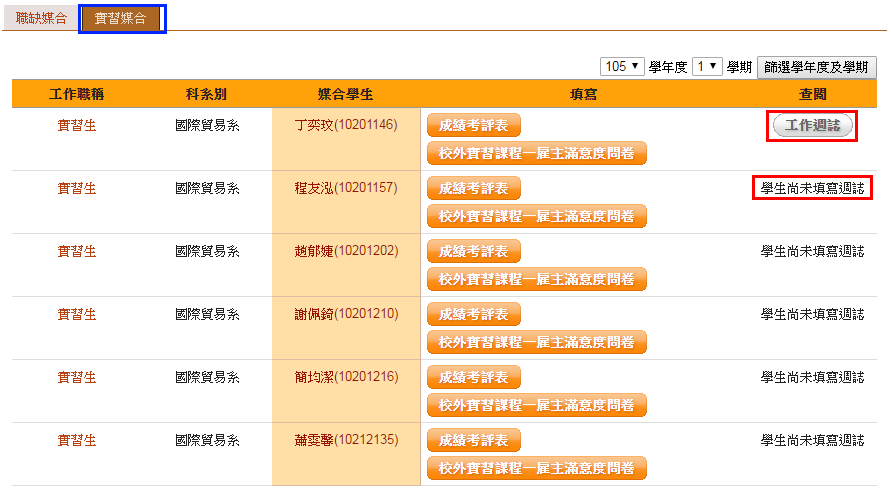 職缺媒合 實習媒合
105 學年度 1 學期 篩選學年度及學期
工作職稱 科系別 媒合學生 填寫 查閱
實習生 國際貿易系 丁奕玟(10201146) 成績考評表 工作週誌
校外實習課程－雇主滿意度問卷
實習生 國際貿易系 程友泓(10201157) 成績考評表 學生尚未填寫週誌
校外實習課程－雇主滿意度問卷
實習生 國際貿易系 趙郁婕(10201202) 成績考評表 學生尚未填寫週誌
校外實習課程－雇主滿意度問卷
實習生 國際貿易系 謝佩錡(10201210) 成績考評表 學生尚未填寫週誌
校外實習課程－雇主滿意度問卷
實習生 國際貿易系 簡均潔(10201216) 成績考評表 學生尚未填寫週誌
校外實習課程－雇主滿意度問卷
實習生 國際貿易系 蕭雯馨(10212135) 成績考評表 學生尚未填寫週誌
校外實習課程－雇主滿意度問卷